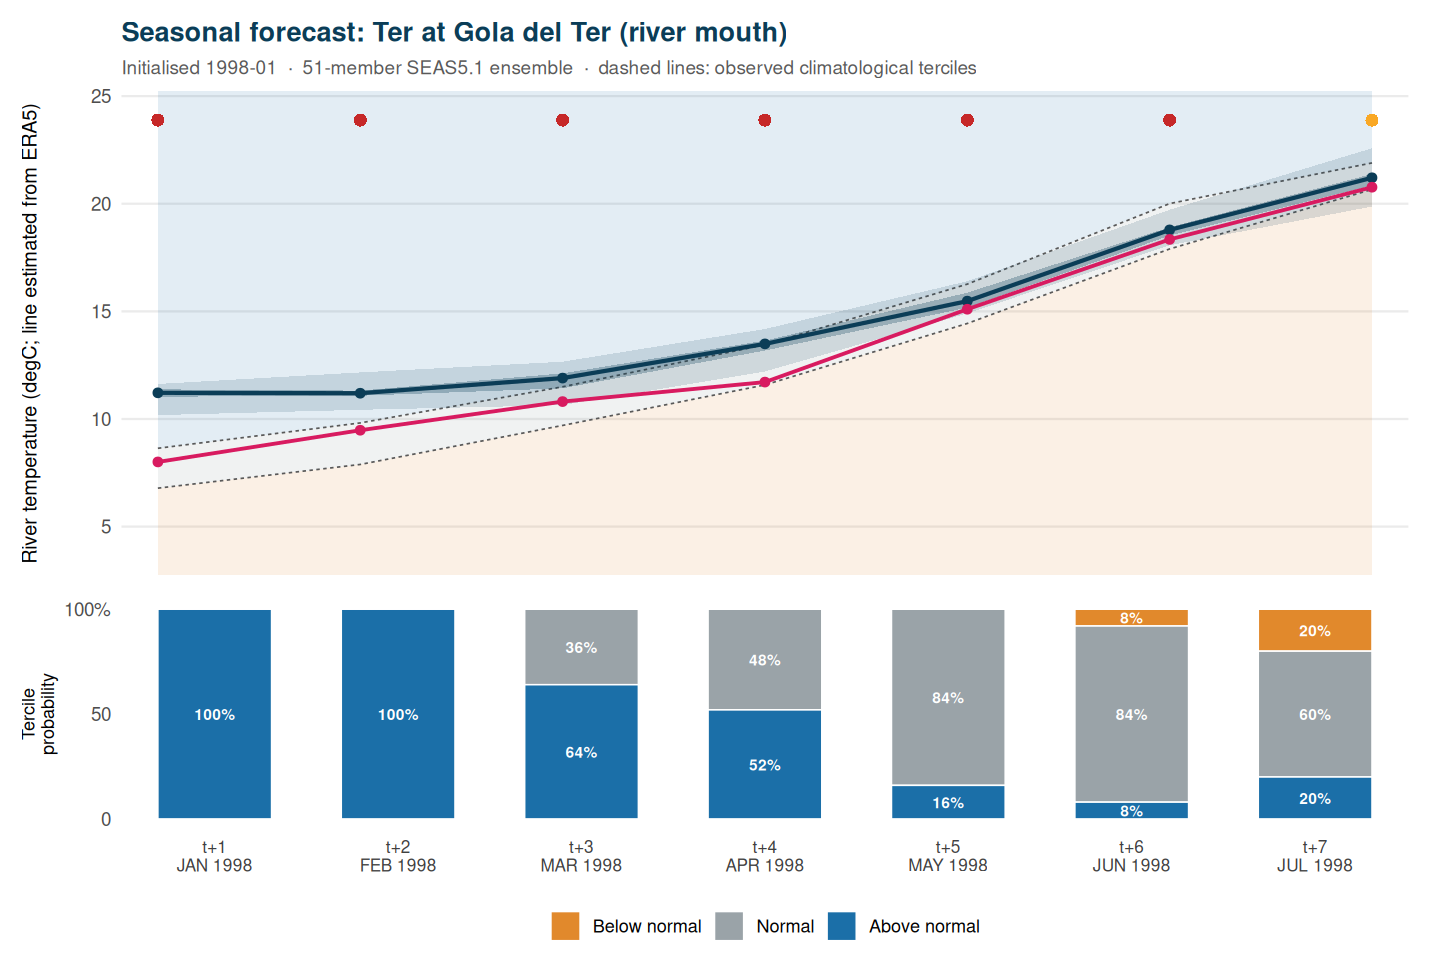 Seasonal forecast: Ter at Gola del Ter (river mouth)
Initialised 1998-01 · 51-member SEAS5.1 ensemble · dashed lines: observed climatological terciles
River temperature (degC; line estimated from ERA5)
25
20
15
10
5
Tercile
probability
100%
50
0
100%
100%
36%
64%
48%
52%
84%
16%
8%
84%
8%
20%
60%
20%
t+1
JAN 1998
t+2
FEB 1998
t+3
MAR 1998
t+4
APR 1998
t+5
MAY 1998
t+6
JUN 1998
t+7
JUL 1998
Below normal
Normal
Above normal